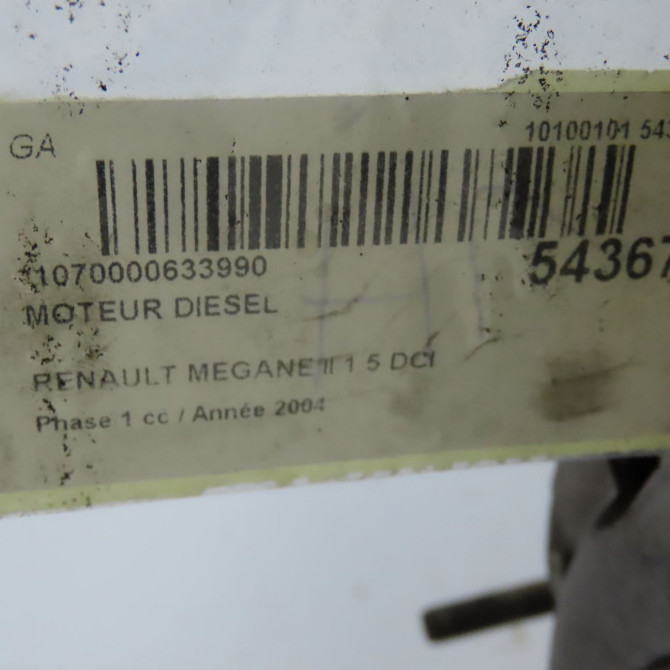 GA
10100101 543
1070000633990
54367
MOTEUR DIESEL
RENAULT MEGANE II 1 5 DCI
Phase 1 cc / Année 2004